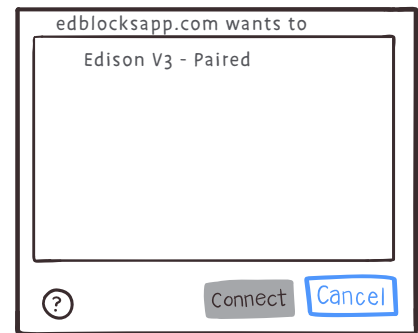 edblocksapp.com wants to
Edison V3 - Paired
?
Connect
Cancel